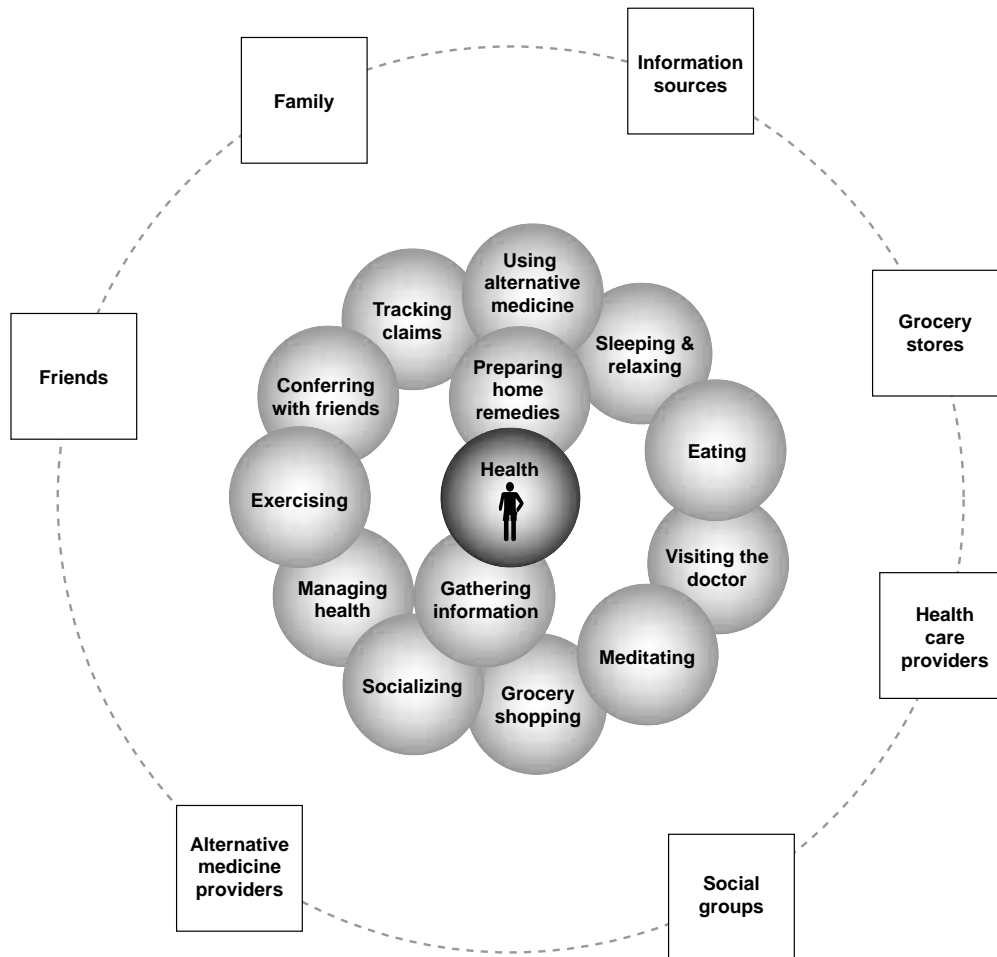 Family
Information
sources
Friends
Grocery
stores
Using
alternative
medicine
Tracking
claims
Sleeping &
relaxing
Conferring
with friends
Preparing
home
remedies
Eating
Health
Exercising
Visiting the
doctor
Managing
health
Gathering
information
Meditating
Socializing
Grocery
shopping
Health
care
providers
Alternative
medicine
providers
Social
groups